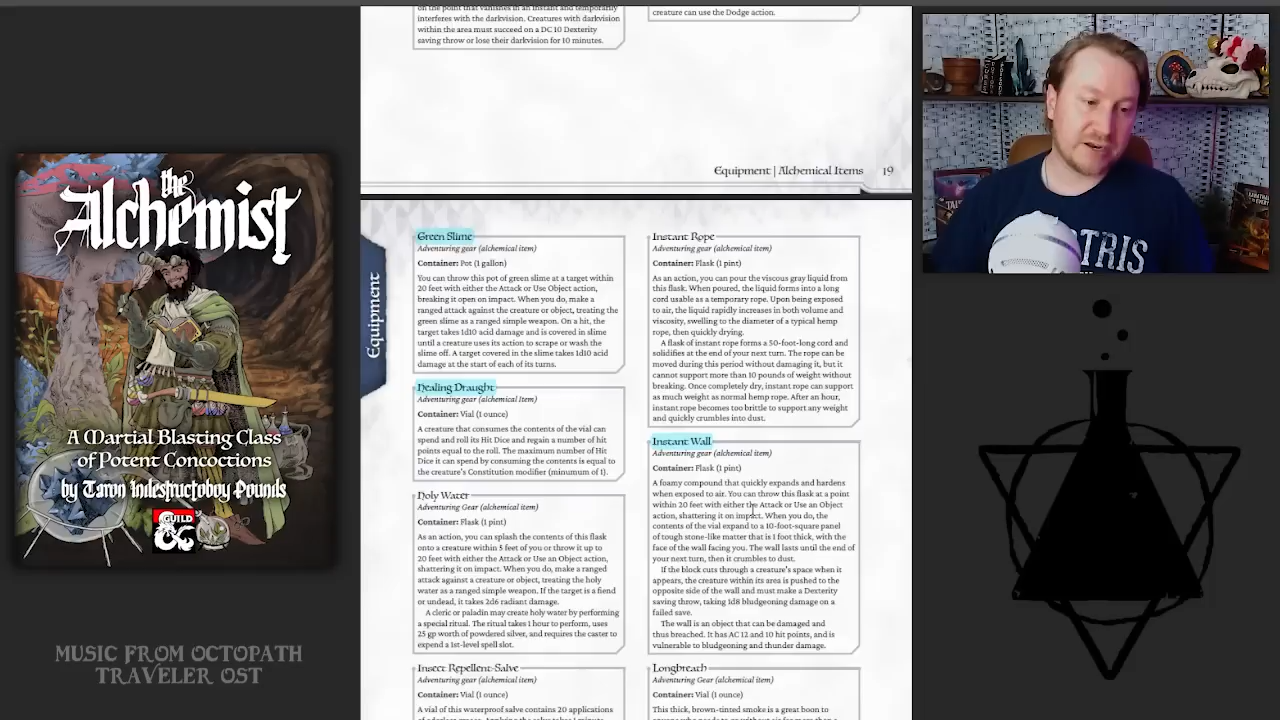 on the point that vanishes in an instant and temporarily
interferes with the darkvision. Creatures with darkvision
within the area must succeed on a DC 10 Dexterity
saving throw or lose their darkvision for 10 minutes.
creature can use the Dodge action.
Equipment | Alchemical Items 19
Equipment
Green Slime
Adventuring gear (alchemical item)
Container: Pot (1 gallon)
You can throw this pot of green slime at a target within
20 feet with either the Attack or Use Object action,
breaking it open on impact. When you do, make a
ranged attack against the creature or object, treating the
green slime as a ranged simple weapon. On a hit, the
target takes 1d10 acid damage and is covered in slime
until a creature uses its action to scrape or wash the
slime off. A target covered in the slime takes 1d10 acid
damage at the start of each of its turns.
Healing Draught
Adventuring gear (alchemical Item)
Container: Vial (1 ounce)
A creature that consumes the contents of the vial can
spend and roll its Hit Dice and regain a number of hit
points equal to the roll. The maximum number of Hit
Dice it can spend by consuming the contents is equal to
the creature's Constitution modifier (minumum of 1).
Holy Water
Adventuring Gear (alchemical item)
Container: Flask (1 pint)
As an action, you can splash the contents of this flask
onto a creature within 5 feet of you or throw it up to
20 feet with either the Attack or Use an Object action,
shattering it on impact. When you do, make a ranged
attack against a creature or object, treating the holy
water as a ranged simple weapon. If the target is a fiend
or undead, it takes 2d6 radiant damage.
A cleric or paladin may create holy water by performing
a special ritual. The ritual takes 1 hour to perform, uses
25 gp worth of powdered silver, and requires the caster to
expend a 1st-level spell slot.
Insect Repellent-Salve
Adventuring gear (alchemical item)
Container: Vial (1 ounce)
A vial of this waterproof salve contains 20 applications
Instant Rope
Adventuring gear (alchemical item)
Container: Flask (1 pint)
As an action, you can pour the viscous gray liquid from
this flask. When poured, the liquid forms into a long
cord usable as a temporary rope. Upon being exposed
to air, the liquid rapidly increases in both volume and
viscosity, swelling to the diameter of a typical hemp
rope, then quickly drying.
A flask of instant rope forms a 50-foot-long cord and
solidifies at the end of your next turn. The rope can be
moved during this period without damaging it, but it
cannot support more than 10 pounds of weight without
breaking. Once completely dry, instant rope can support
as much weight as normal hemp rope. After an hour,
instant rope becomes too brittle to support any weight
and quickly crumbles into dust.
Instant Wall
Adventuring gear (alchemical item)
Container: Flask (1 pint)
A foamy compound that quickly expands and hardens
when exposed to air. You can throw this flask at a point
within 20 feet with either the Attack or Use an Object
action, shattering it on impact. When you do, the
contents of the vial expand to a 10-foot-square panel
of tough stone-like matter that is 1 foot thick, with the
face of the wall facing you. The wall lasts until the end of
your next turn, then it crumbles to dust.
If the block cuts through a creature's space when it
appears, the creature within its area is pushed to the
opposite side of the wall and must make a Dexterity
saving throw, taking 1d8 bludgeoning damage on a
failed save.
The wall is an object that can be damaged and
thus breached. It has AC 12 and 10 hit points, and is
vulnerable to bludgeoning and thunder damage.
Longbreath
Adventuring Gear (alchemical item)
Container: Vial (1 ounce)
This thick, brown-tinted smoke is a great boon to
the
Alchemist
A Martial Blasting Class
of Potent Concoctions
by Taron Indestructoboy Pounds
GUILD
MUSIC FROM OCTOPATH
TRAVELER OST